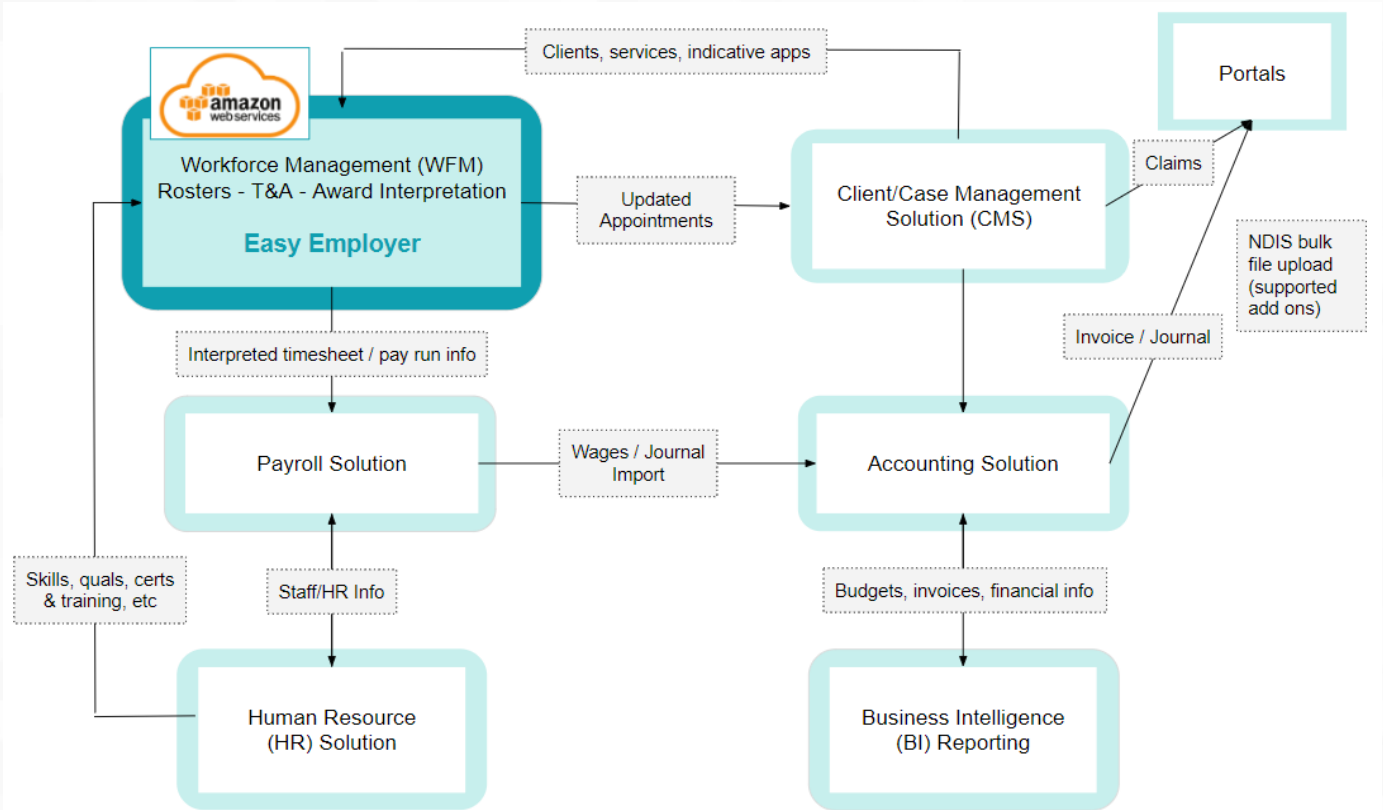 Clients, services, indicative apps
Portals
amazon
webservices
Workforce Management (WFM)
Rosters - T&A - Award Interpretation
Easy Employer
Claims
Updated
Appointments
Client/Case Management
Solution (CMS)
NDIS bulk
file upload
(supported
add ons)
Invoice / Journal
Interpreted timesheet / pay run info
Payroll Solution
Wages / Journal
Import
Accounting Solution
Skills, quals, certs
& training, etc
Staff/HR Info
Budgets, invoices, financial info
Human Resource
(HR) Solution
Business Intelligence
(BI) Reporting